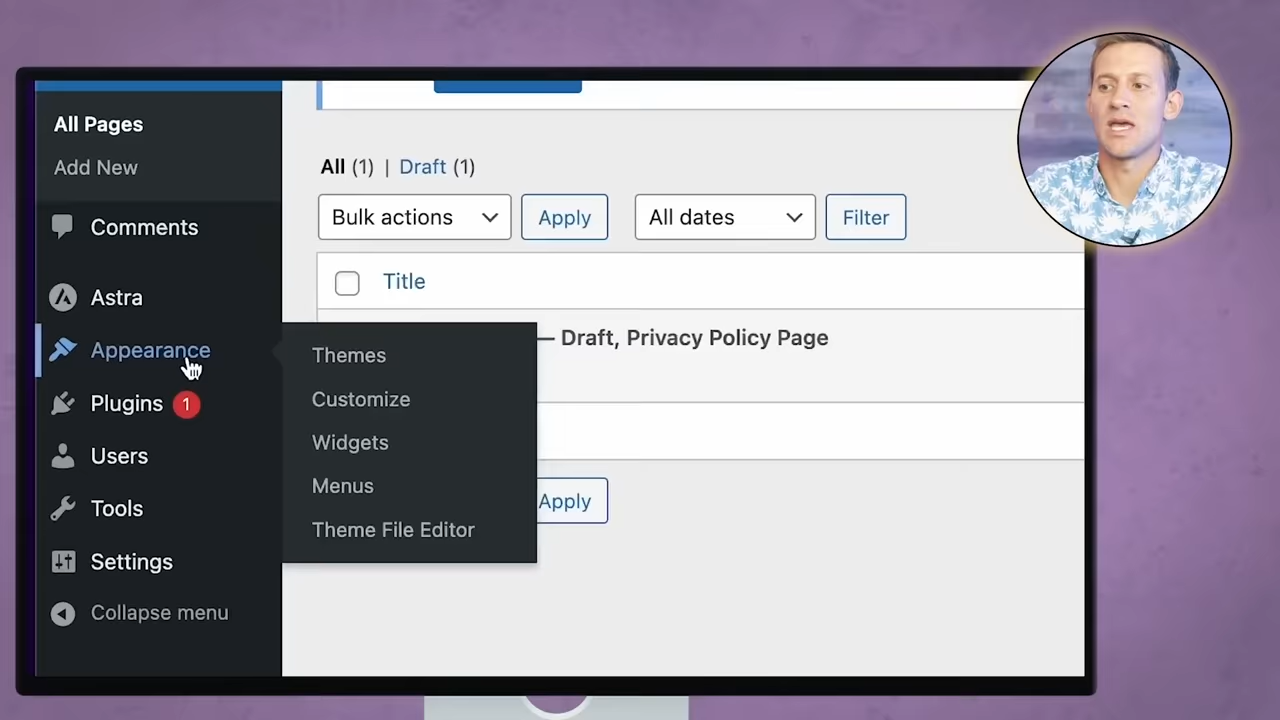 All Pages
Add New
Comments
Astra
Appearance
Plugins 1
Users
Tools
Settings
Collapse menu
All (1) | Draft (1)
Bulk actions Apply All dates Filter
Title
— Draft, Privacy Policy Page
Themes
Customize
Widgets
Menus
Theme File Editor
Apply